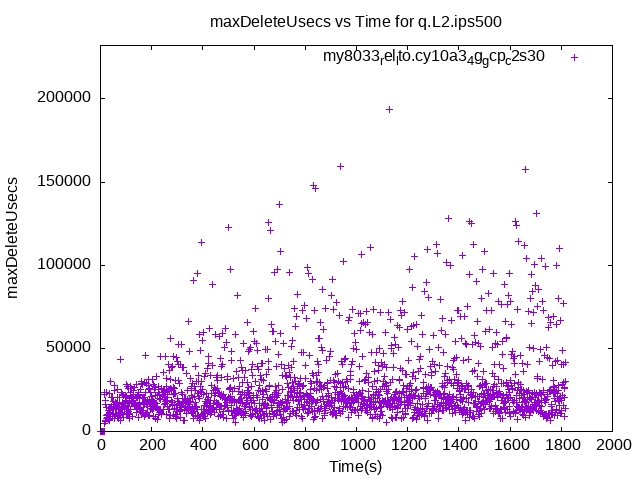 maxDeleteUsecs vs Time for q.L2.ips500
my8033_rel_lto.cy10a3_4g_gcp_c2s30
200000
150000
100000
50000
0
maxDeleteUsecs
0 200 400 600 800 1000 1200 1400 1600 1800 2000
Time(s)